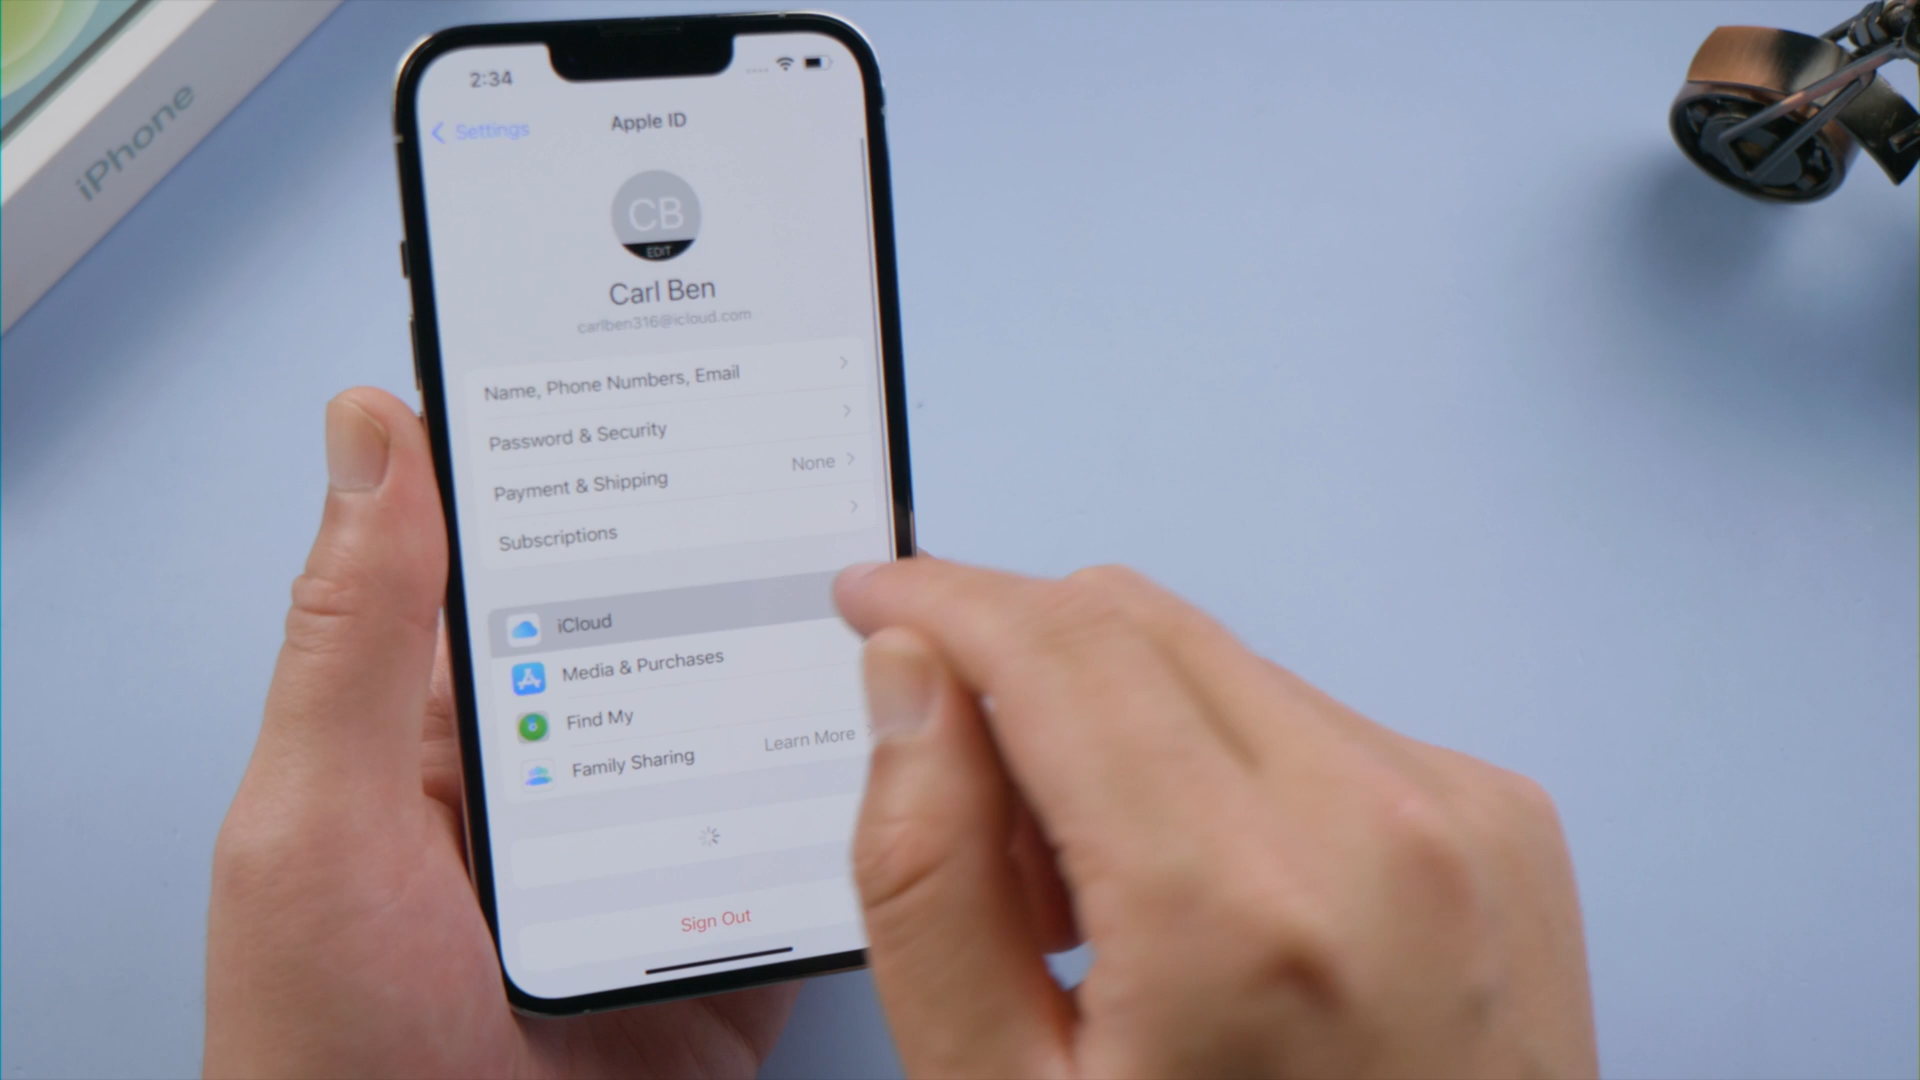 iPhone
2:34
Settings
Apple ID
CB
EDIT
Carl Ben
carlben316@icloud.com
Name, Phone Numbers, Email
Password & Security
Payment & Shipping None
Subscriptions
iCloud
Media & Purchases
Find My
Family Sharing Learn More
Sign Out